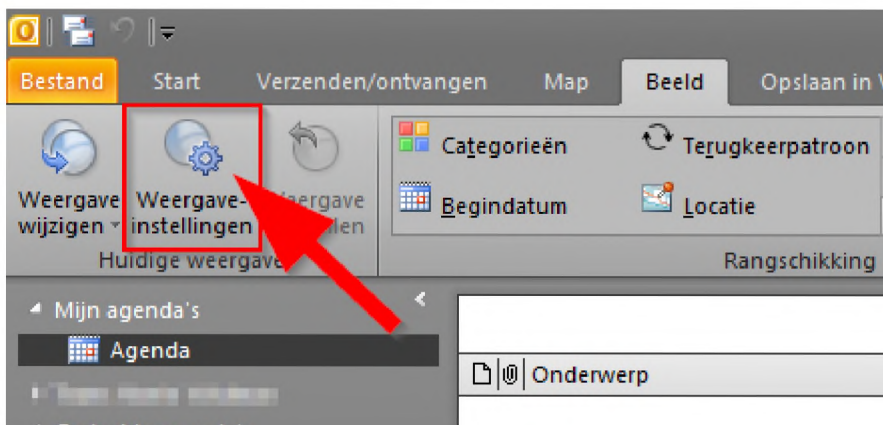 Bestand Start Verzenden/ontvangen Map Beeld Opslaan in
Categorieën Terugkeerpatroon
Weergave Weergave- Weergave
wijzigen instellingen
Begindatum Locatie
Huidige weergave Rangschikking
Mijn agenda's
Agenda
Onderwerp